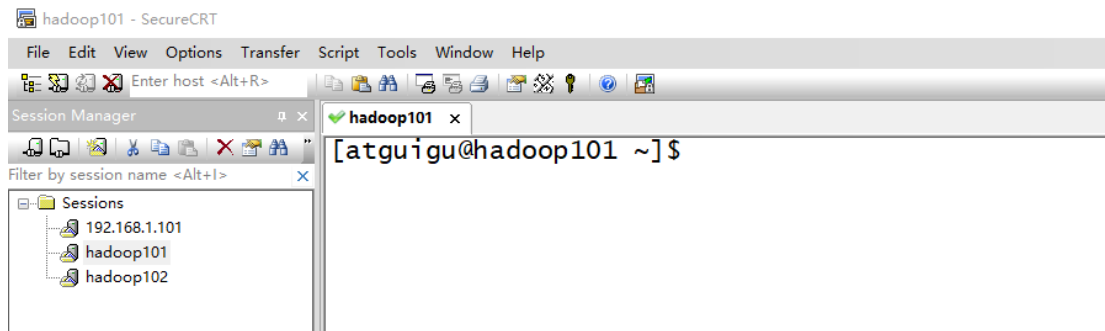 hadoop101 - SecureCRT
File Edit View Options Transfer Script Tools Window Help
Enter host <Alt+R>
Session Manager
hadoop101
Filter by session name <Alt+I>
[atguigu@hadoop101 ~]$
Sessions
192.168.1.101
hadoop101
hadoop102